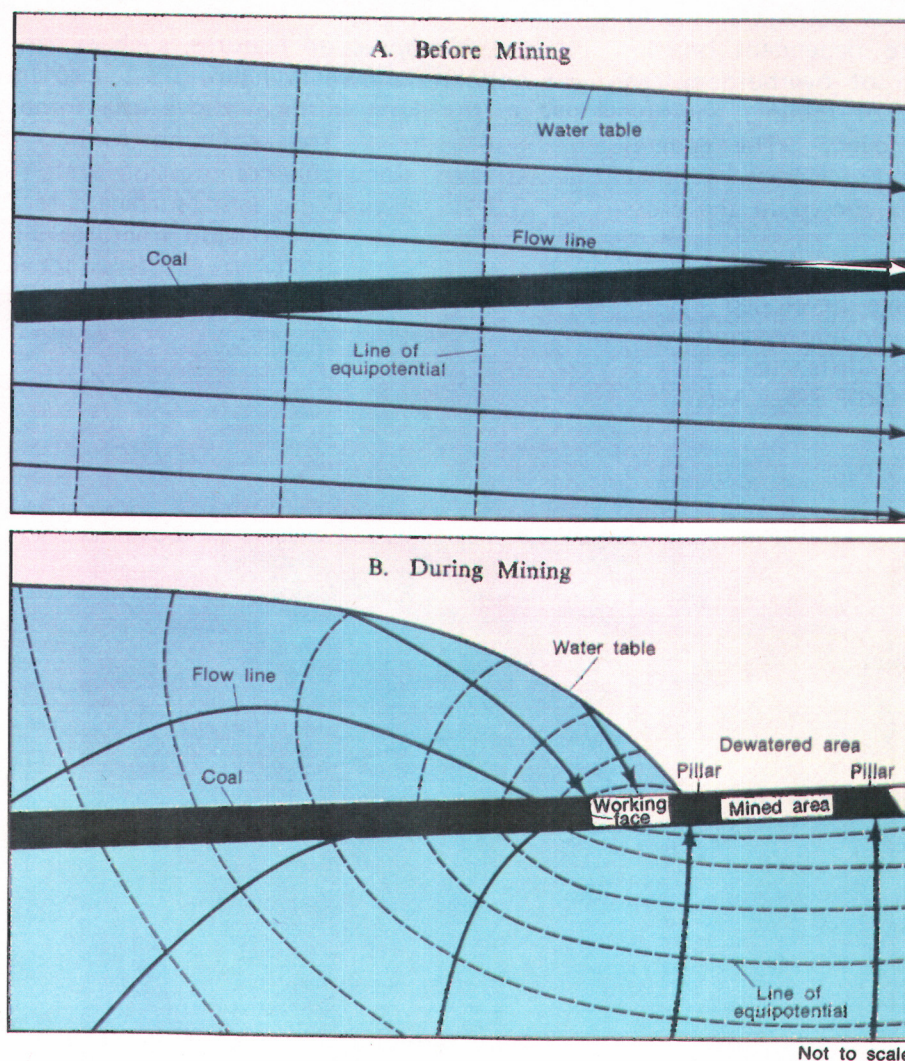 A. Before Mining
Water table
Flow line
Coal
Line of
equipotential
B. During Mining
Water table
Flow line
Dewatered area
Coal
Pillar
Pillar
Working
face
Mined area
Line of
equipotential
Not to scale